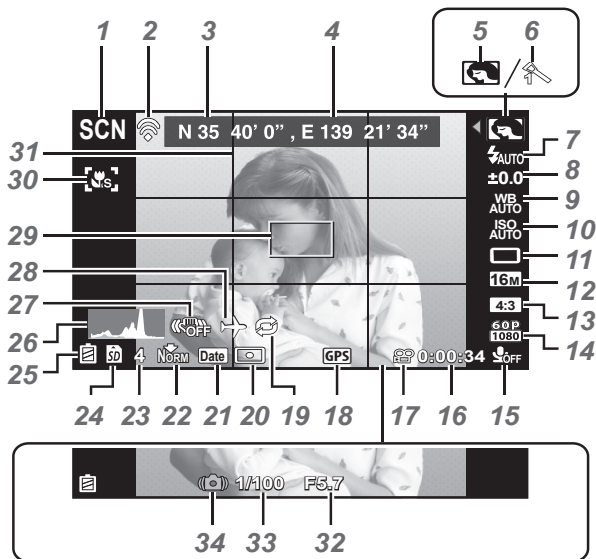 1 2 3 4 5 6
/
SCN N 35 40’ 0” , E 139 21’ 34”
AUTO 7
31
30 S
±0.0 8
WB AUTO 9
ISO AUTO 10
29
11
28
16M 12
27 OFF
4:3 13
26
60p 1080 14
25 SD 4 NORM Date GPS 0:00:34 OFF
24 23 22 21 20 19 18 17 16 15
1/100 F5.7
34 33 32